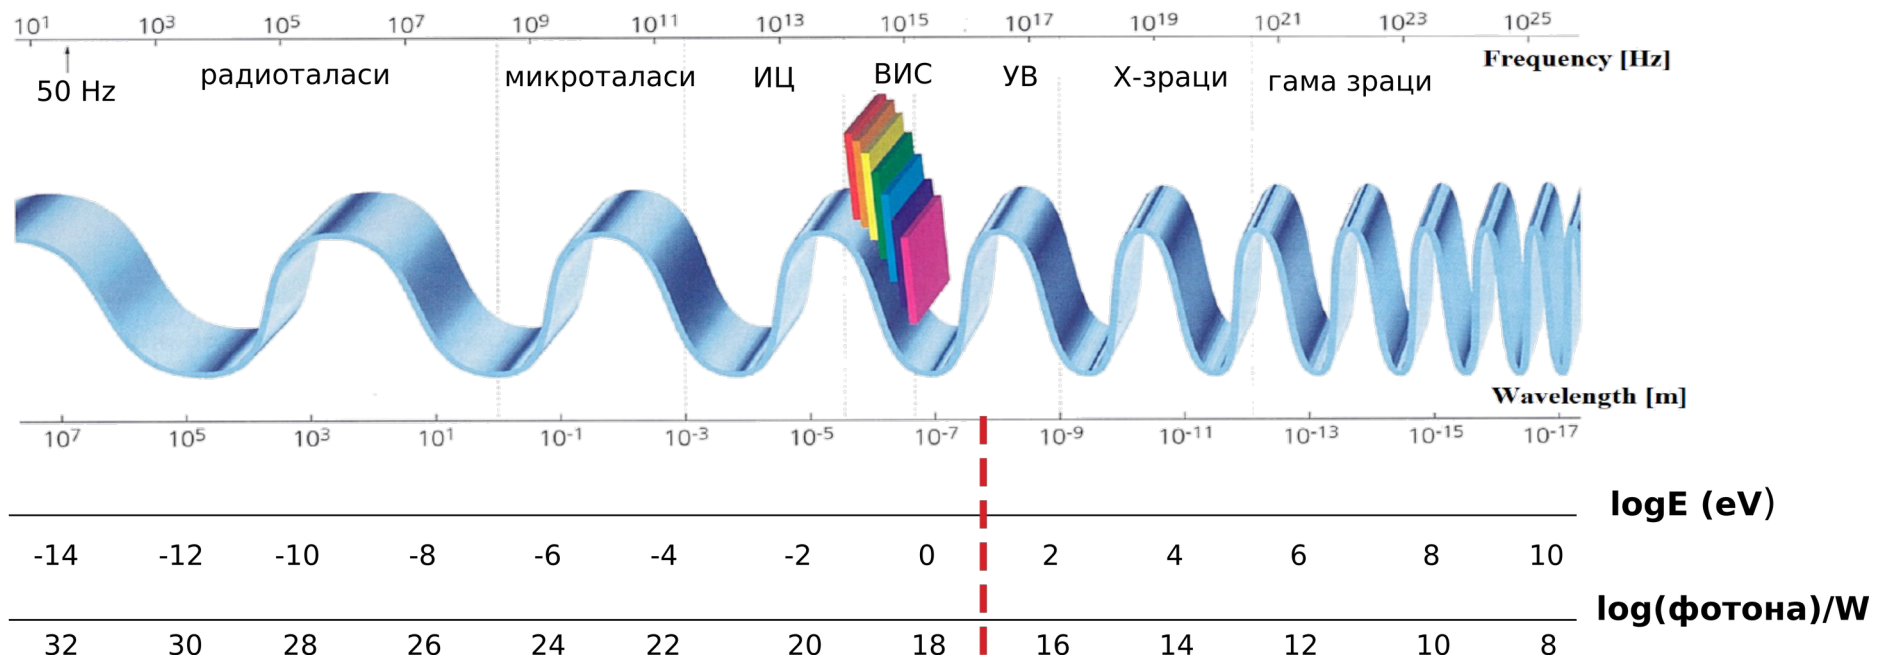 10¹ 10³ 10⁵ 10⁷ 10⁹ 10¹¹ 10¹³ 10¹⁵ 10¹⁷ 10¹⁹ 10²¹ 10²³ 10²⁵
Frequency [Hz]
50 Hz радиоталаси микроталаси ИЦ ВИС УВ Х-зраци гама зраци
Wavelength [m]
10⁷ 10⁵ 10³ 10¹ 10⁻¹ 10⁻³ 10⁻⁵ 10⁻⁷ 10⁻⁹ 10⁻¹¹ 10⁻¹³ 10⁻¹⁵ 10⁻¹⁷
logE (eV)
-14 -12 -10 -8 -6 -4 -2 0 2 4 6 8 10
log(фотона)/W
32 30 28 26 24 22 20 18 16 14 12 10 8